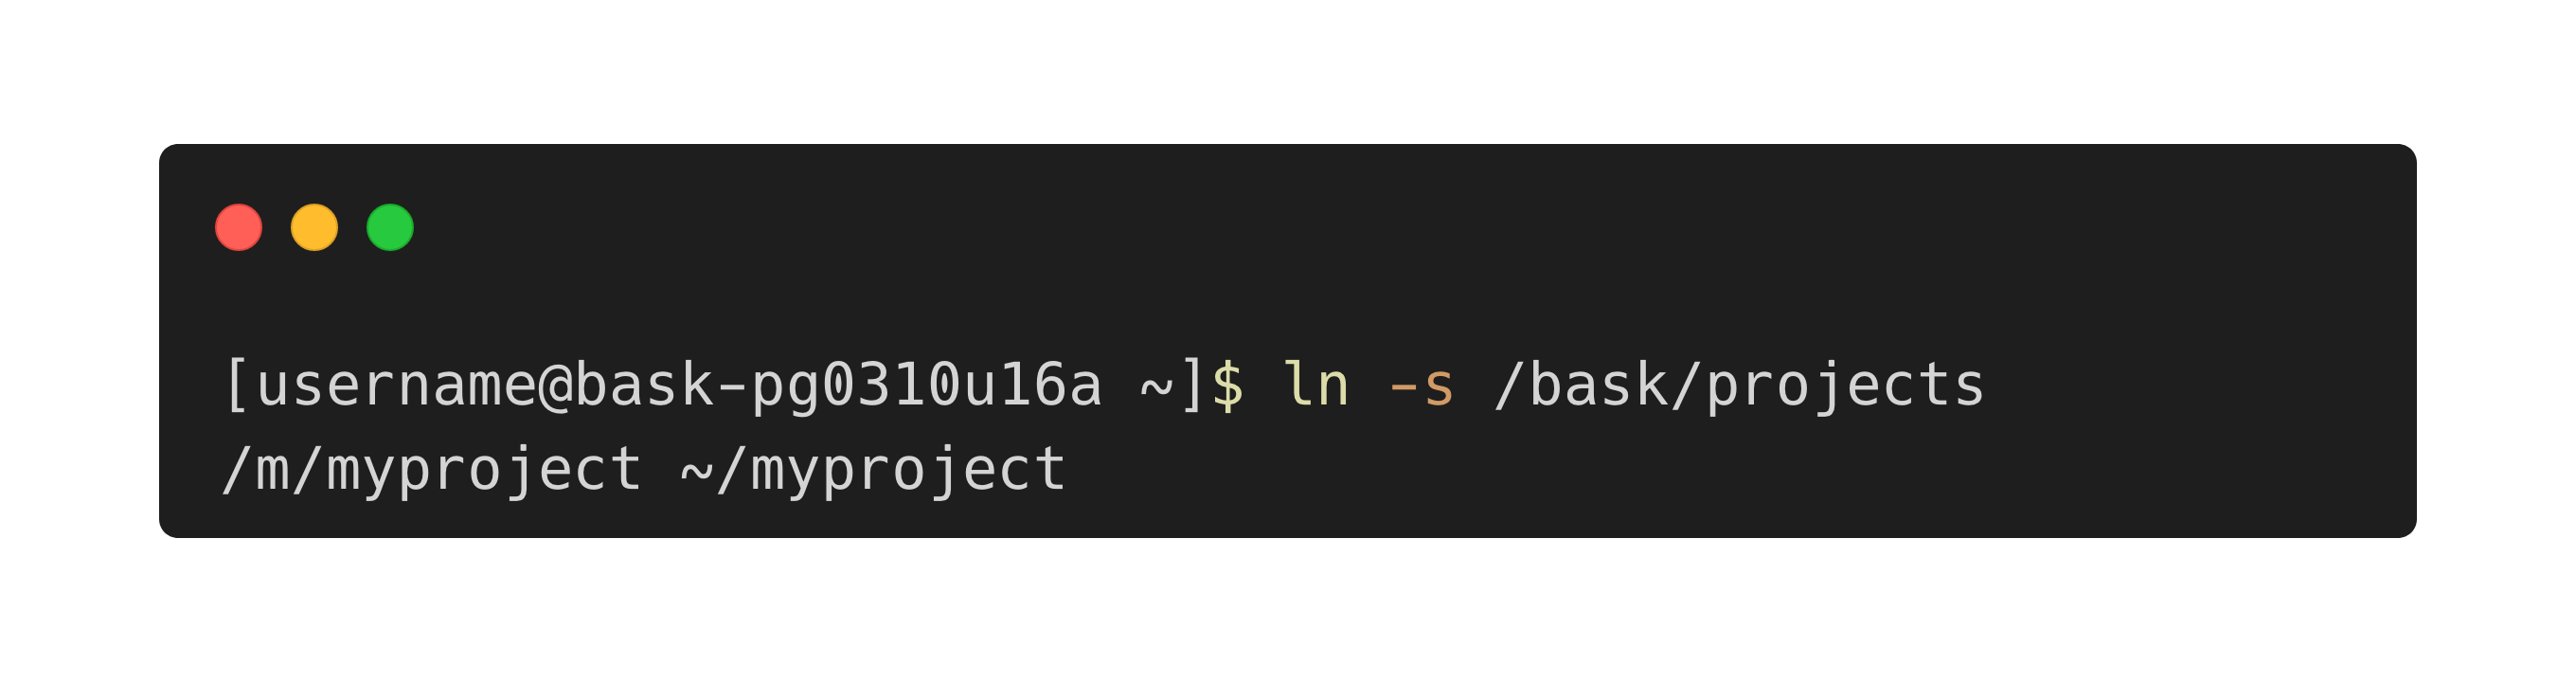 [username@bask-pg0310u16a ~]$ ln -s /bask/projects
/m/myproject ~/myproject